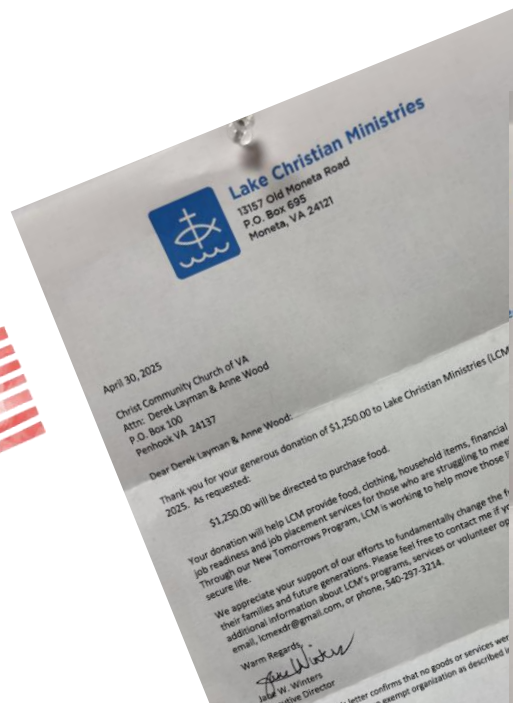 Lake Christian Ministries
13157 Old Moneta Road
P.O. Box 695
Moneta, VA 24121
April 30, 2025
Christ Community Church of VA
Attn: Derek Layman & Anne Wood
P.O. Box 100
Penhook VA 24137
Dear Derek Layman & Anne Wood:
Thank you for your generous donation of $1,250.00 to Lake Christian Ministries (LCM
2025. As requested:
$1,250.00 will be directed to purchase food.
Your donation will help LCM provide food, clothing, household items, financial
job readiness and job placement services for those who are struggling to mee
Through our New Tomorrows Program, LCM is working to help move those
secure life.
We appreciate your support of our efforts to fundamentally change the
their families and future generations. Please feel free to contact me if
additional information about LCM's programs, services or volunteer op
email, lcmexdr@gmail.com, or phone, 540-297-3214.
Warm Regards,
W. Winters
Director
letter confirms that no goods or services wer
exempt organization as described